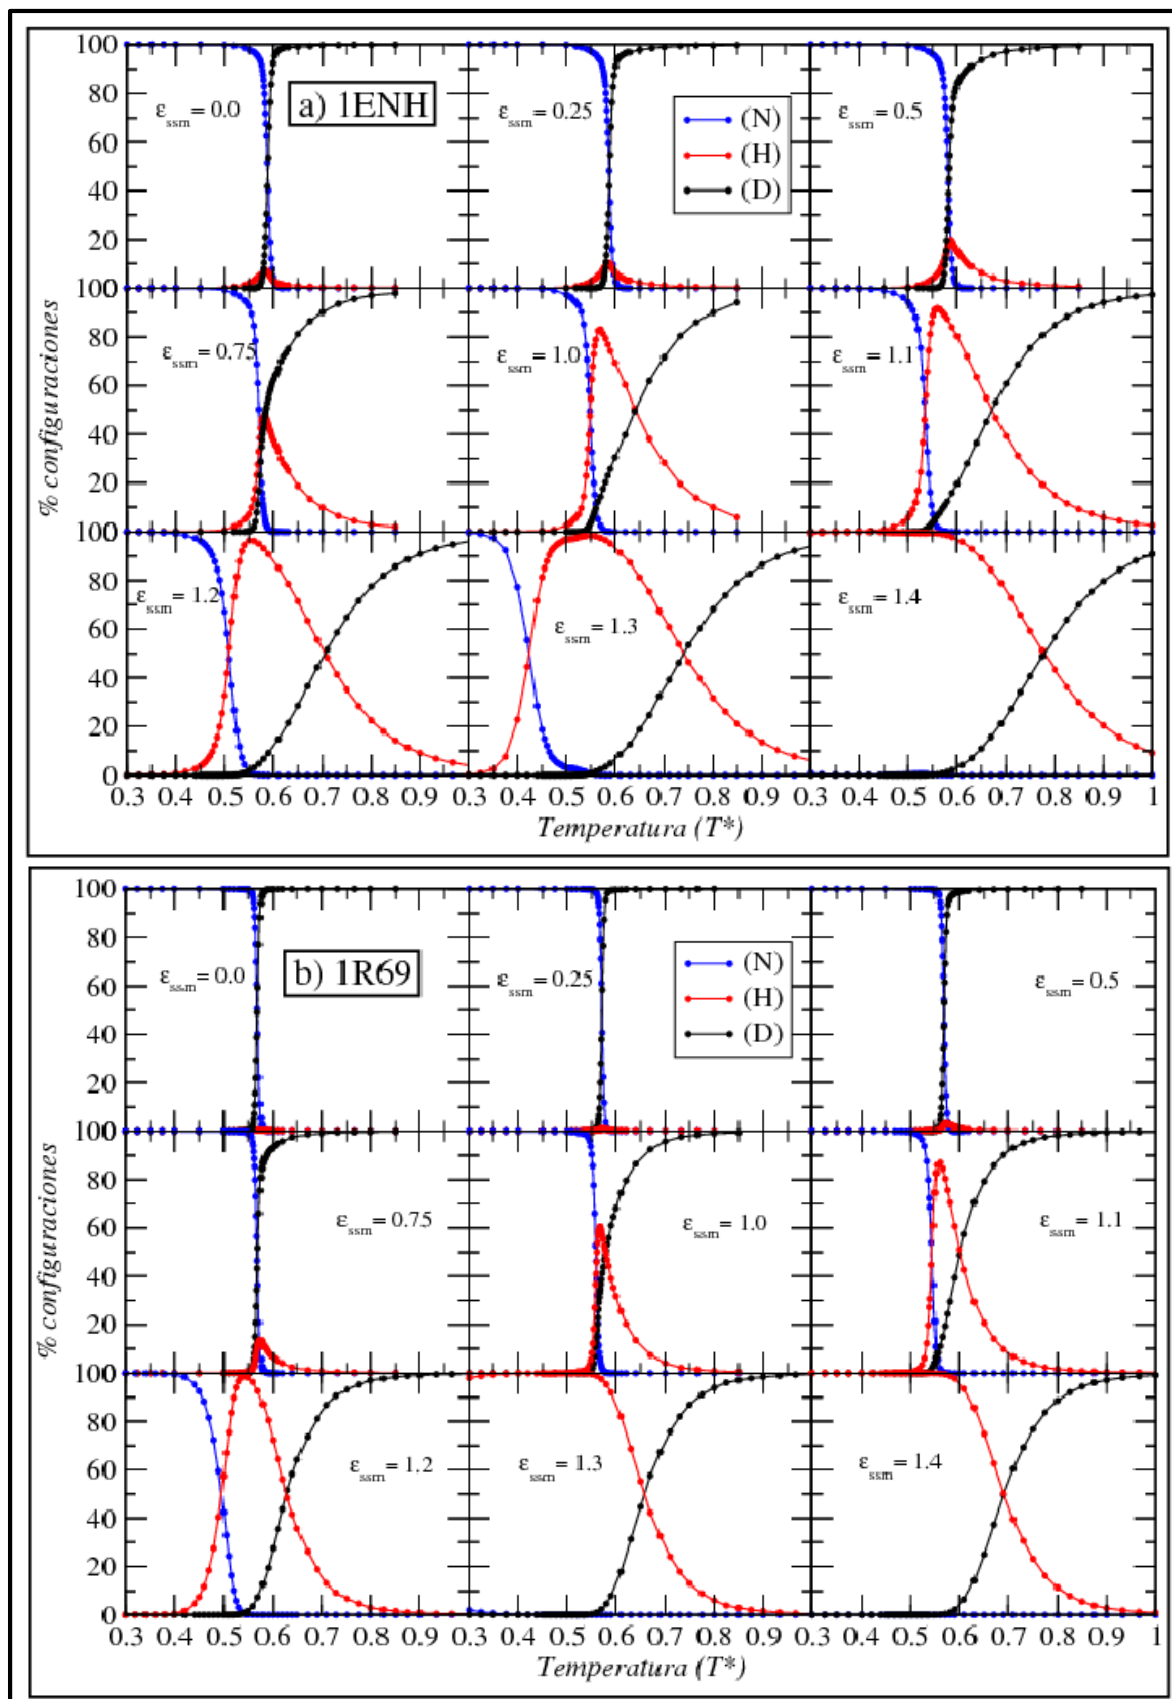 a) 1ENH
ε_ssm = 0.0
ε_ssm = 0.25
ε_ssm = 0.5
(N)
(H)
(D)
100
80
60
40
20
ε_ssm = 0.75
ε_ssm = 1.0
ε_ssm = 1.1
100
80
60
40
20
% configuraciones
ε_ssm = 1.2
ε_ssm = 1.3
ε_ssm = 1.4
100
80
60
40
20
0
0.3 0.4 0.5 0.6 0.7 0.8 0.9 0.4 0.5 0.6 0.7 0.8 0.9 0.4 0.5 0.6 0.7 0.8 0.9 1
Temperatura (T*)
b) 1R69
ε_ssm = 0.0
ε_ssm = 0.25
ε_ssm = 0.5
(N)
(H)
(D)
100
80
60
40
20
ε_ssm = 0.75
ε_ssm = 1.0
ε_ssm = 1.1
100
80
60
40
20
% configuraciones
ε_ssm = 1.2
ε_ssm = 1.3
ε_ssm = 1.4
100
80
60
40
20
0
0.3 0.4 0.5 0.6 0.7 0.8 0.9 0.4 0.5 0.6 0.7 0.8 0.9 0.4 0.5 0.6 0.7 0.8 0.9 1
Temperatura (T*)